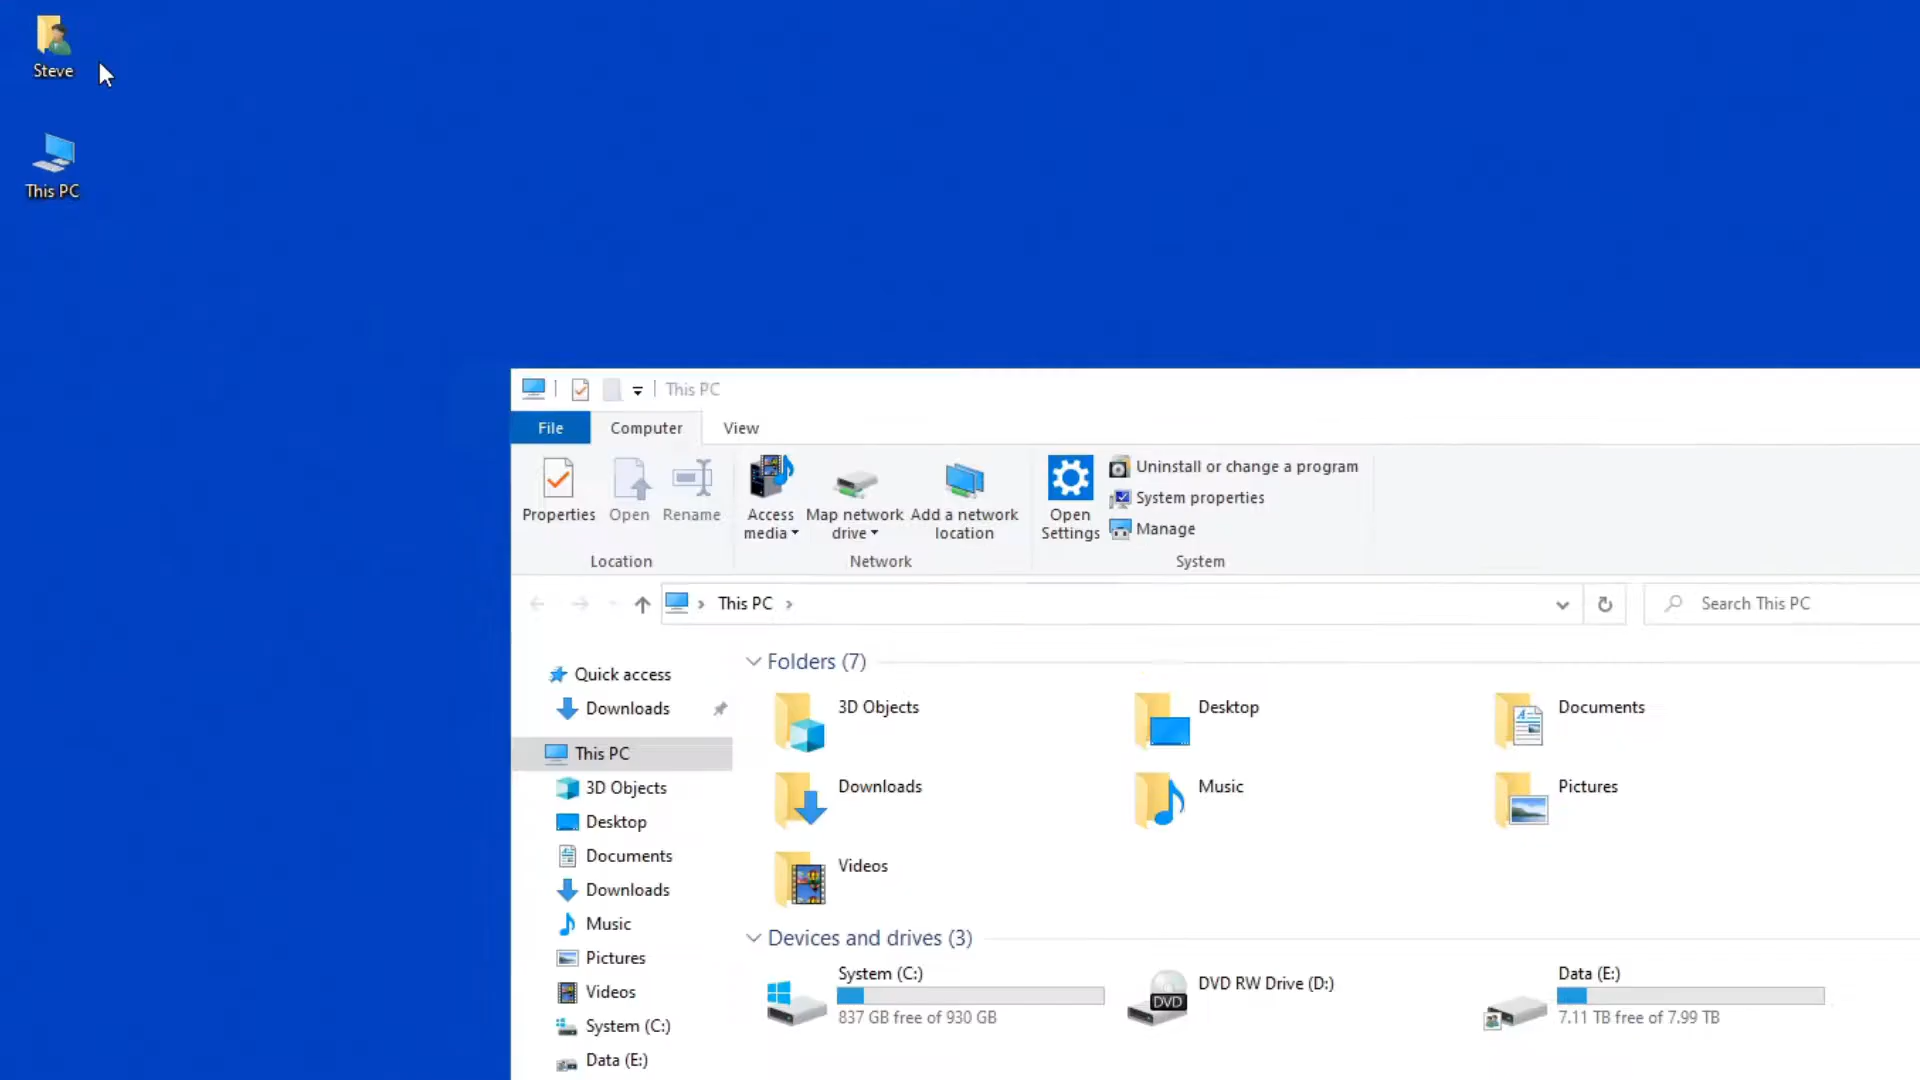 Steve
This PC
This PC
File
Computer
View
Properties
Open
Rename
Access
media
Map network
drive
Add a network
location
Open
Settings
Uninstall or change a program
System properties
Manage
Location
Network
System
This PC
Search This PC
Quick access
Downloads
This PC
3D Objects
Desktop
Documents
Downloads
Music
Pictures
Videos
System (C:)
Data (E:)
Folders (7)
3D Objects
Desktop
Documents
Downloads
Music
Pictures
Videos
Devices and drives (3)
System (C:)
837 GB free of 930 GB
DVD
DVD RW Drive (D:)
Data (E:)
7.11 TB free of 7.99 TB